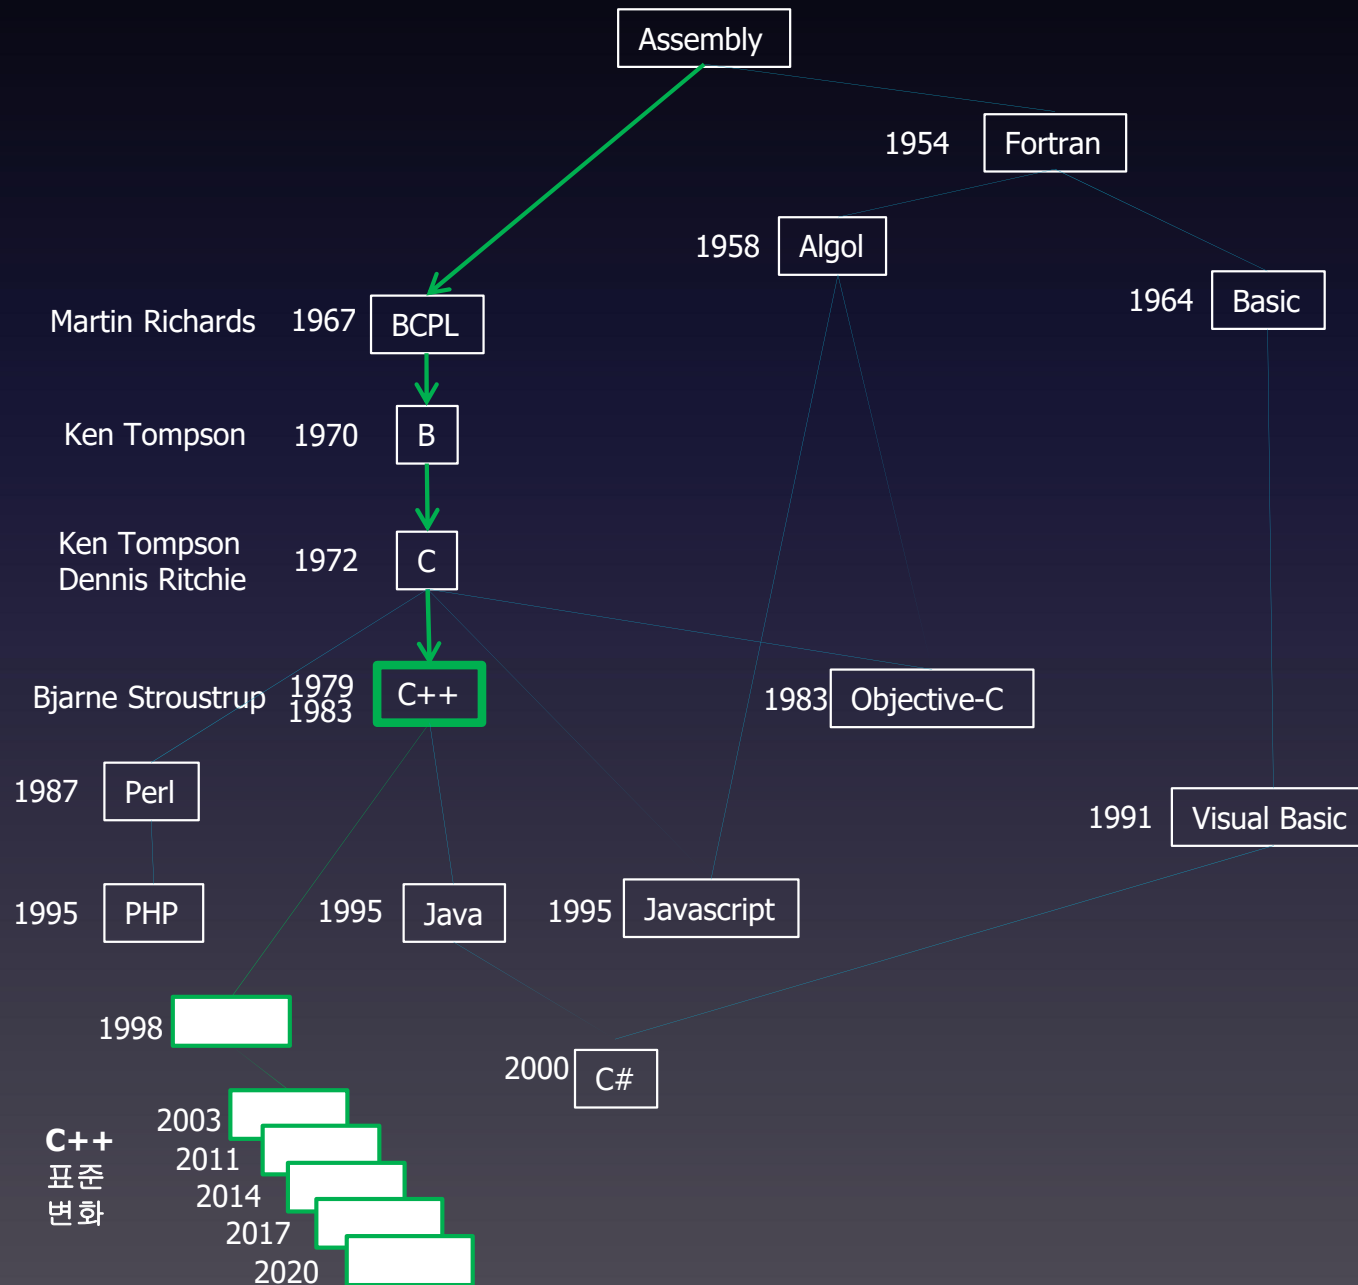 Assembly
1954 Fortran
1958 Algol
1964 Basic
Martin Richards 1967 BCPL
Ken Tompson 1970 B
Ken Tompson
Dennis Ritchie
1972 C
Bjarne Stroustrup
1979
1983
C++
1983 Objective-C
1987 Perl
1991 Visual Basic
1995 PHP
1995 Java
1995 Javascript
1998
2000 C#
2003
2011
2014
2017
2020
C++
표준
변화